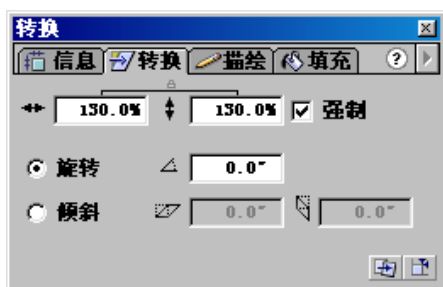 转换
信息 转换 描绘 填充 ?
130.0% 130.0% 强制
旋转 0.0°
倾斜 0.0° 0.0°